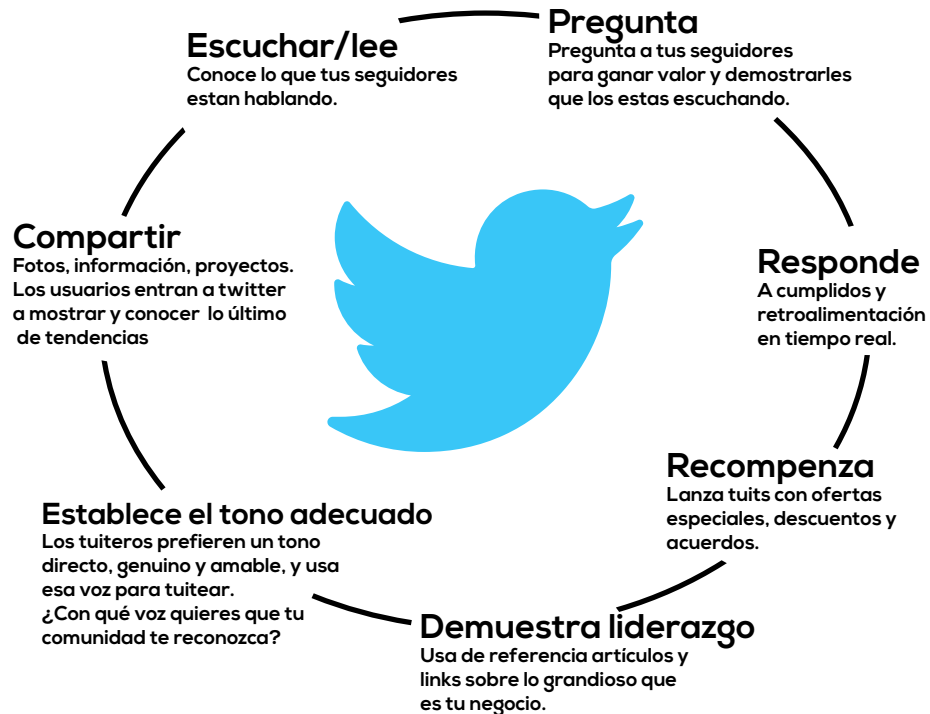 Escuchar/lee
Conoce lo que tus seguidores
estan hablando.
Pregunta
Pregunta a tus seguidores
para ganar valor y demostrarles
que los estas escuchando.
Responde
A cumplidos y
retroalimentación
en tiempo real.
Recompenza
Lanza tuits con ofertas
especiales, descuentos y
acuerdos.
Demuestra liderazgo
Usa de referencia artículos y
links sobre lo grandioso que
es tu negocio.
Establece el tono adecuado
Los tuiteros prefieren un tono
directo, genuino y amable, y usa
esa voz para tuitear.
¿Con qué voz quieres que tu
comunidad te reconozca?
Compartir
Fotos, información, proyectos.
Los usuarios entran a twitter
a mostrar y conocer lo último
de tendencias